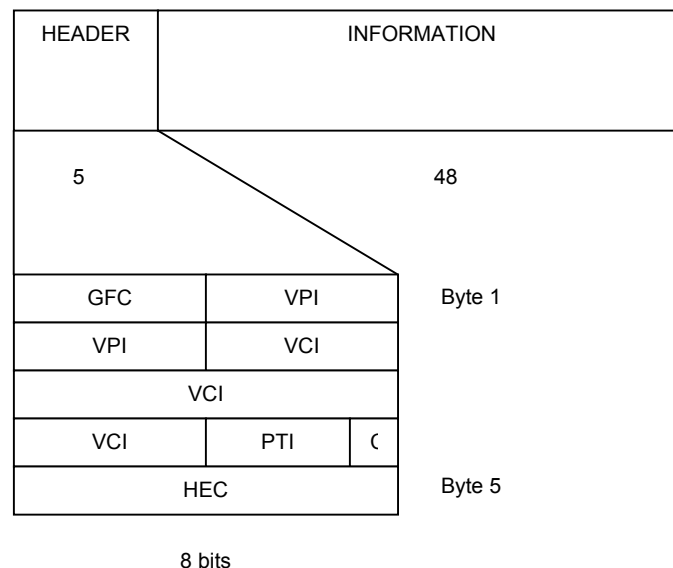 HEADER INFORMATION
5 48
GFC VPI Byte 1
VPI VCI
VCI
VCI PTI
HEC Byte 5
8 bits